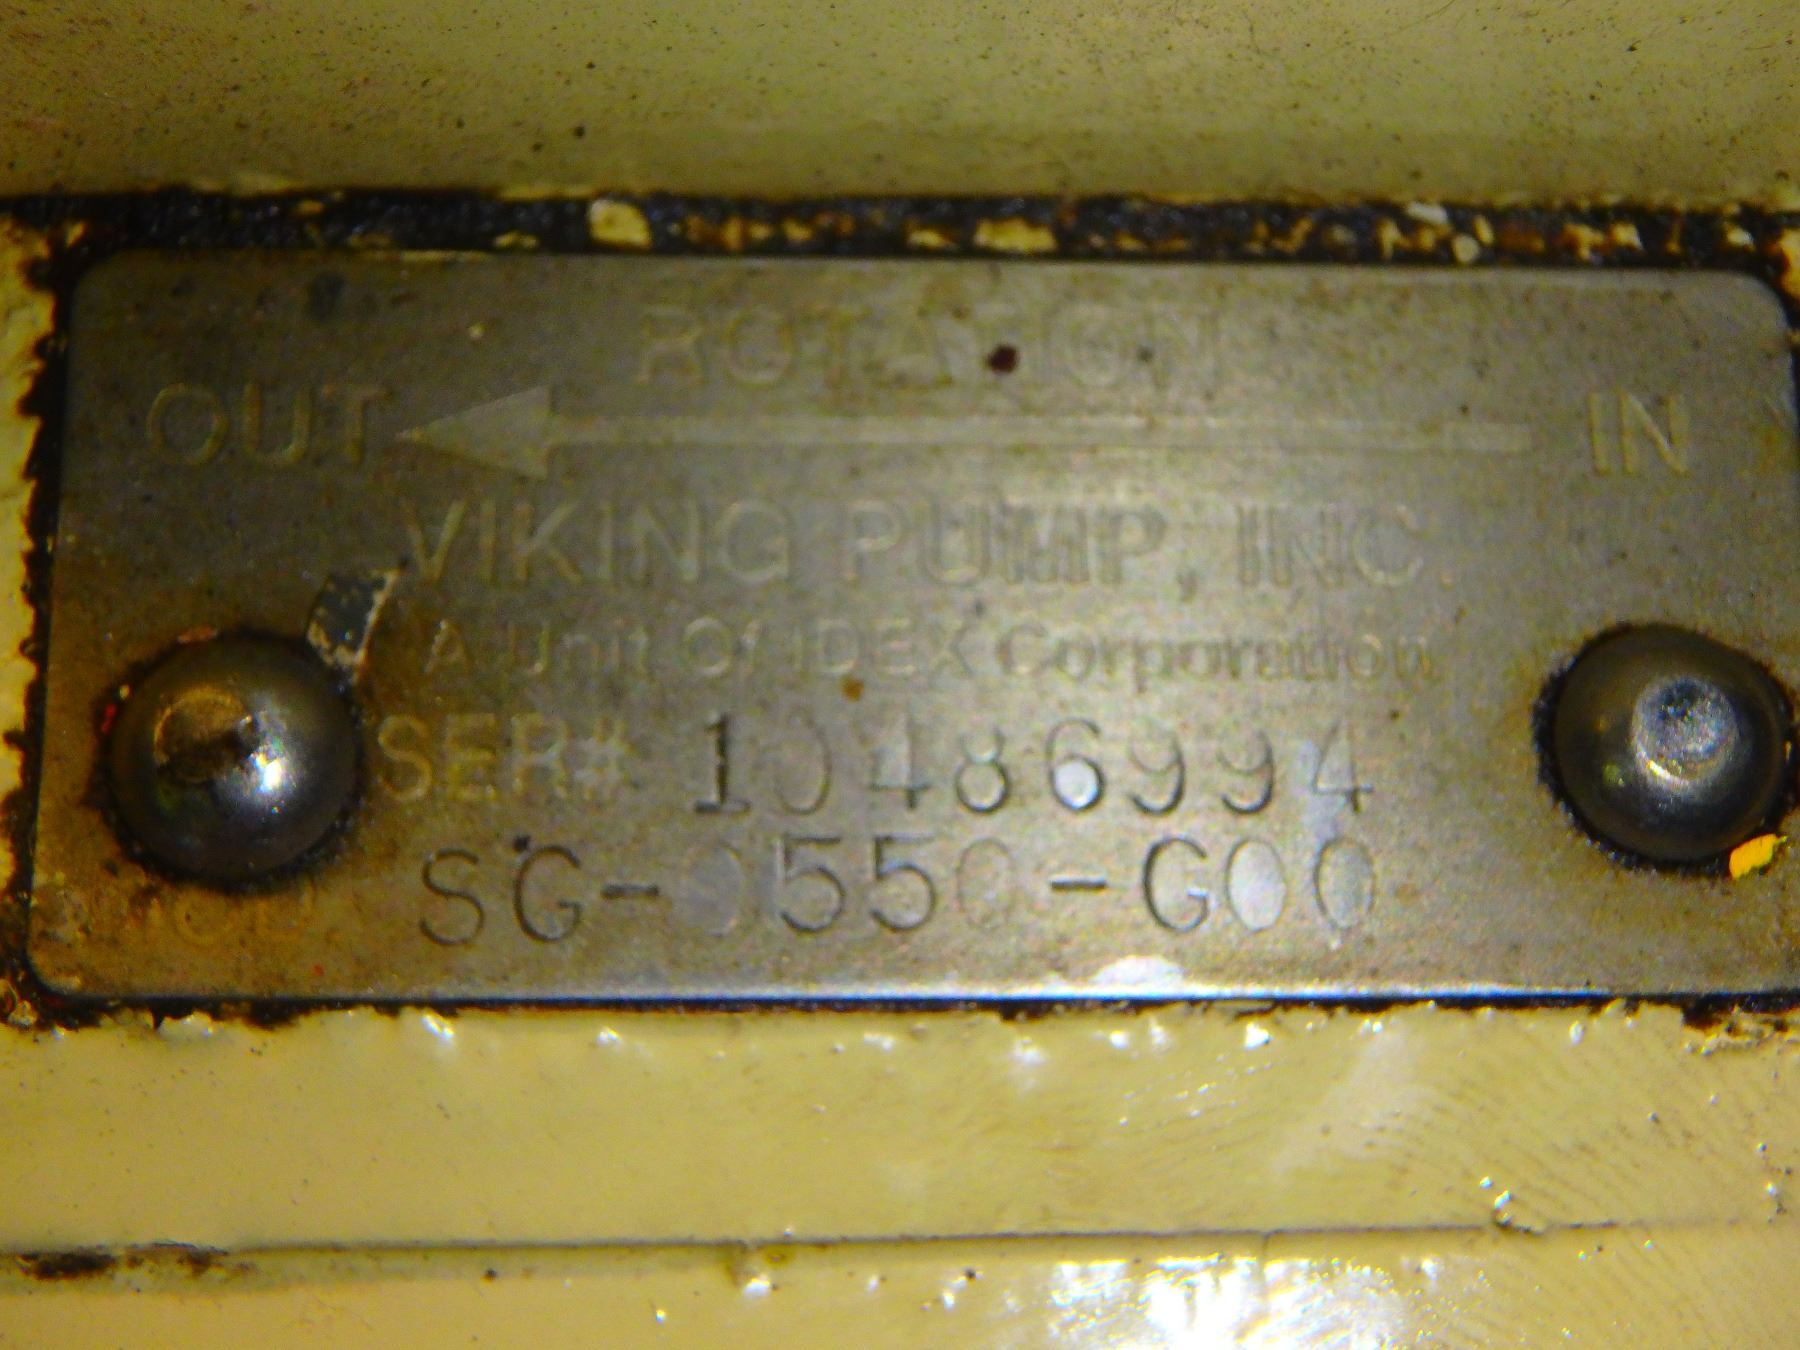 ROTATION
OUT IN
VIKING PUMP, INC.
A Unit Of IDEX Corporation
SER# 10486994
SG-0550-G00